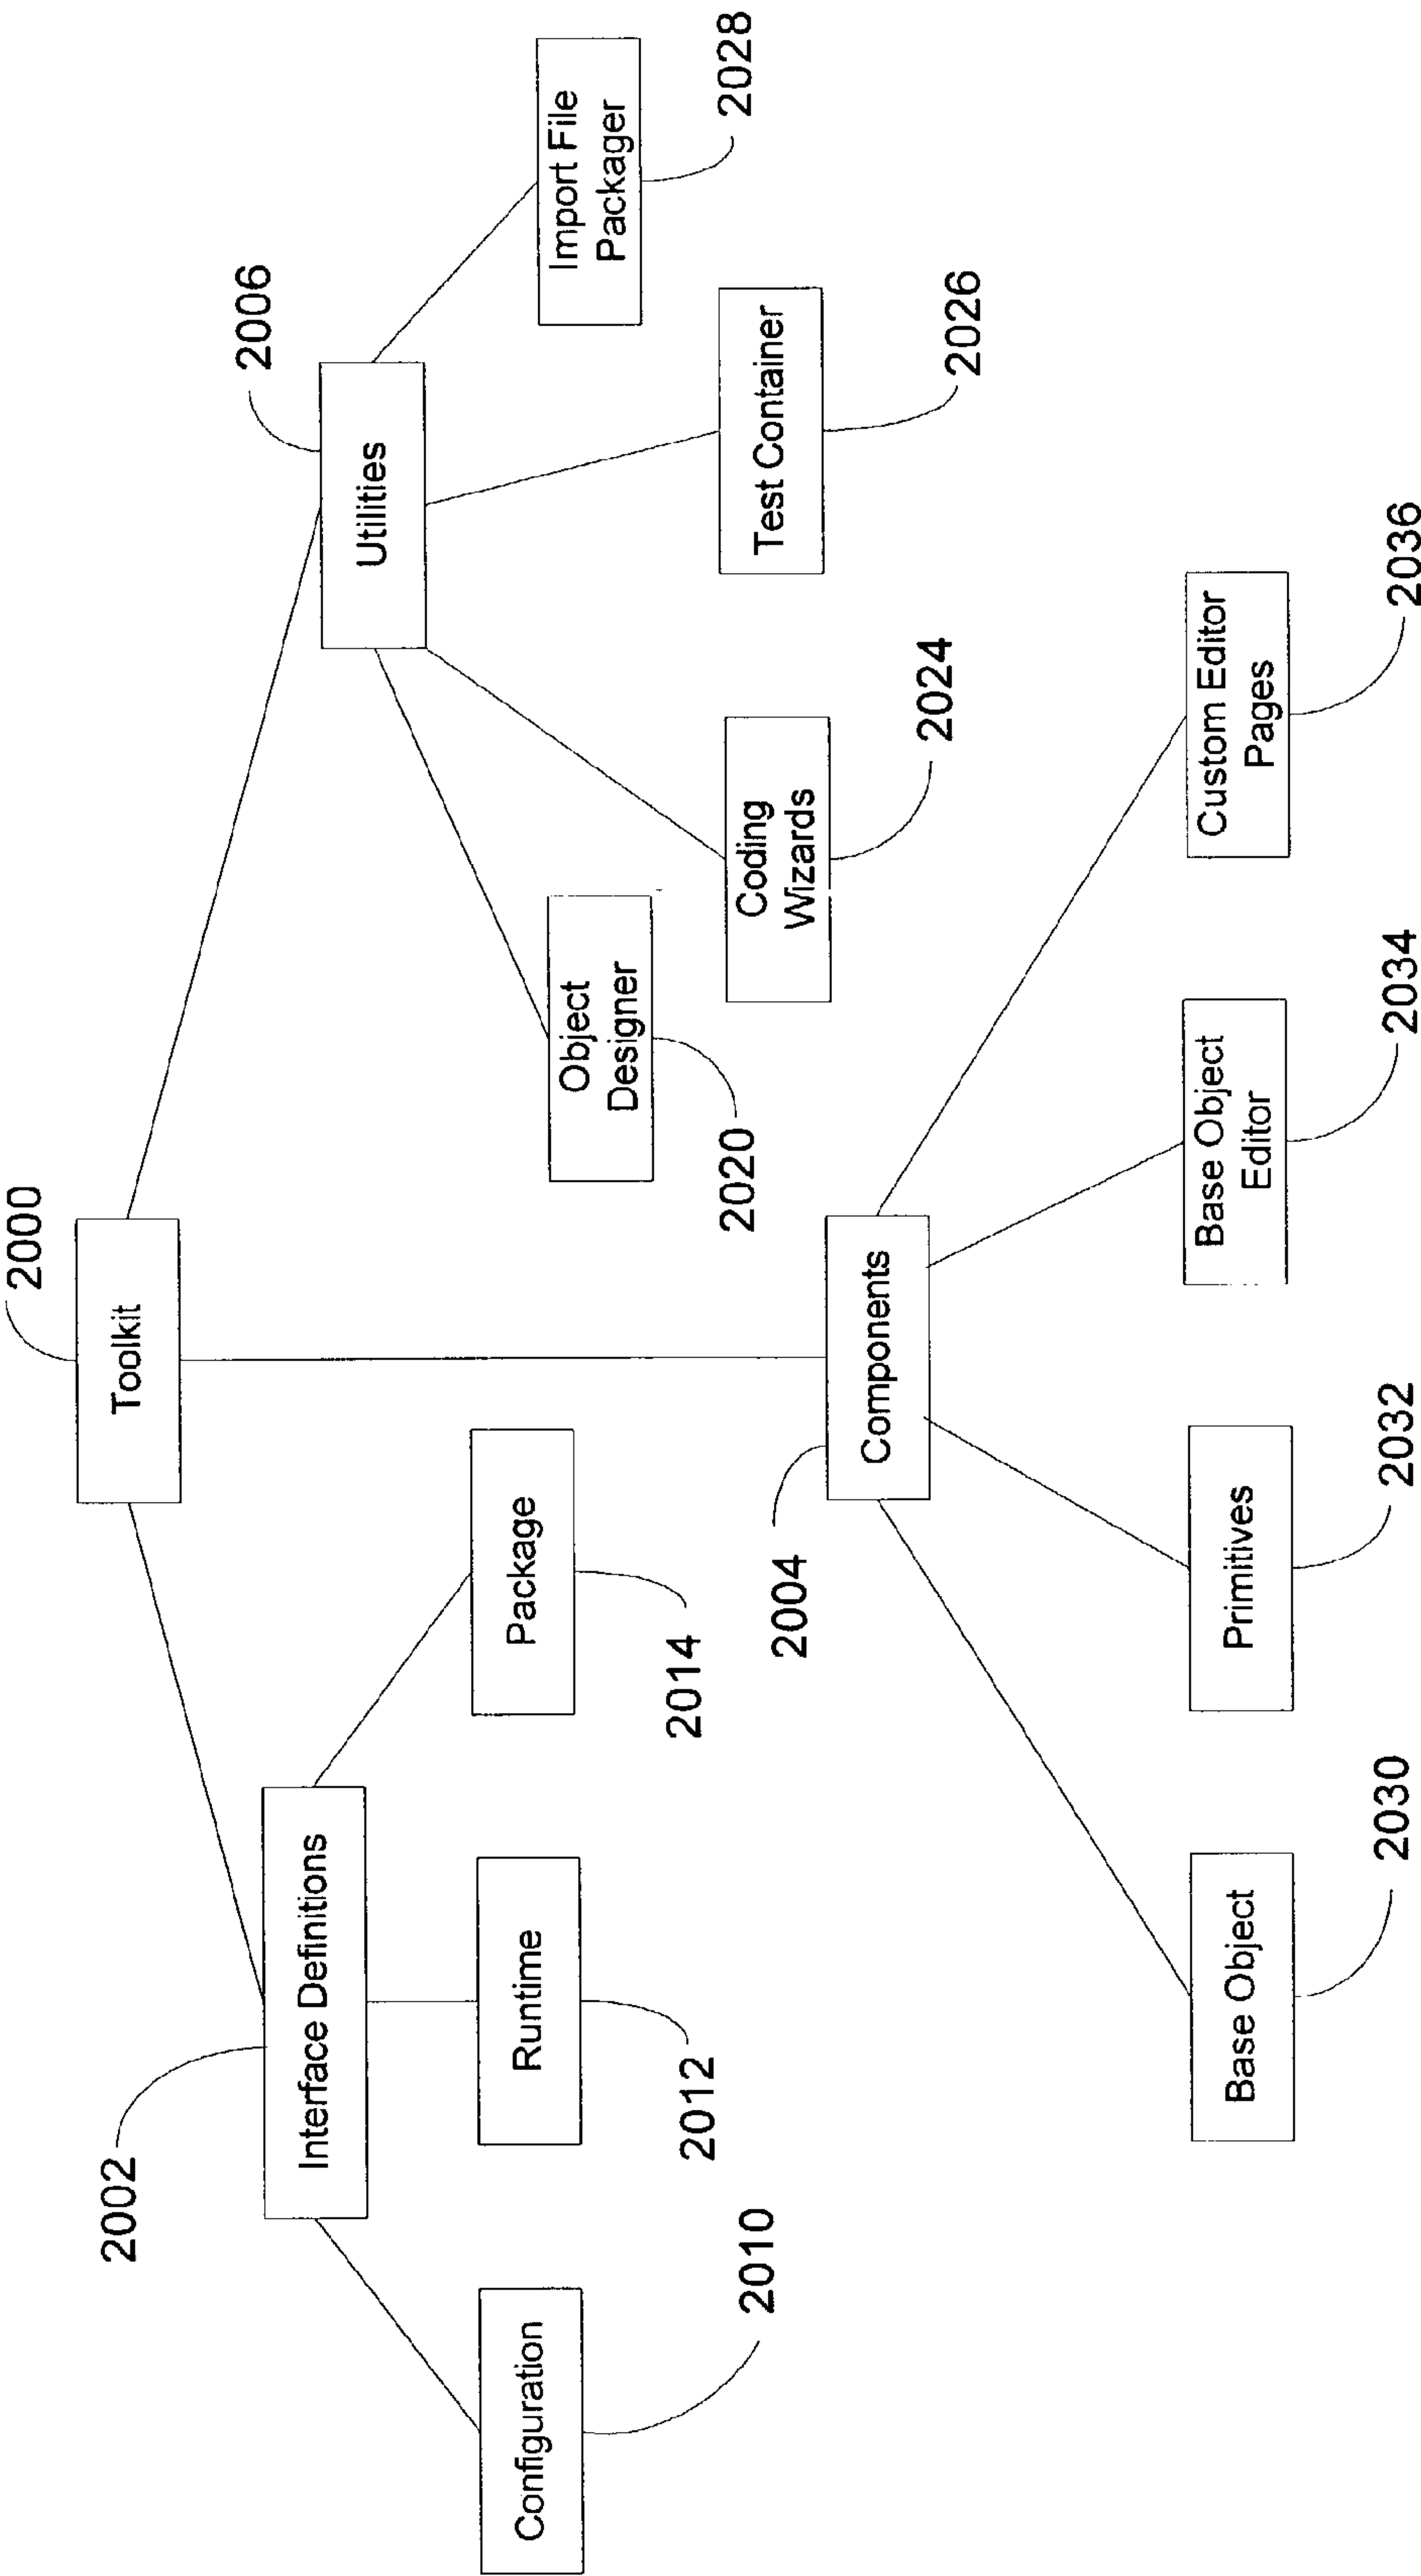 2000
Toolkit
2002
Interface Definitions
2006
Utilities
Configuration
2010
Runtime
2012
Package
2014
Object
Designer
2020
Coding
Wizards
2024
Test Container
2026
Import File
Packager
2028
2004
Components
Base Object
2030
Primitives
2032
Base Object
Editor
2034
Custom Editor
Pages
2036